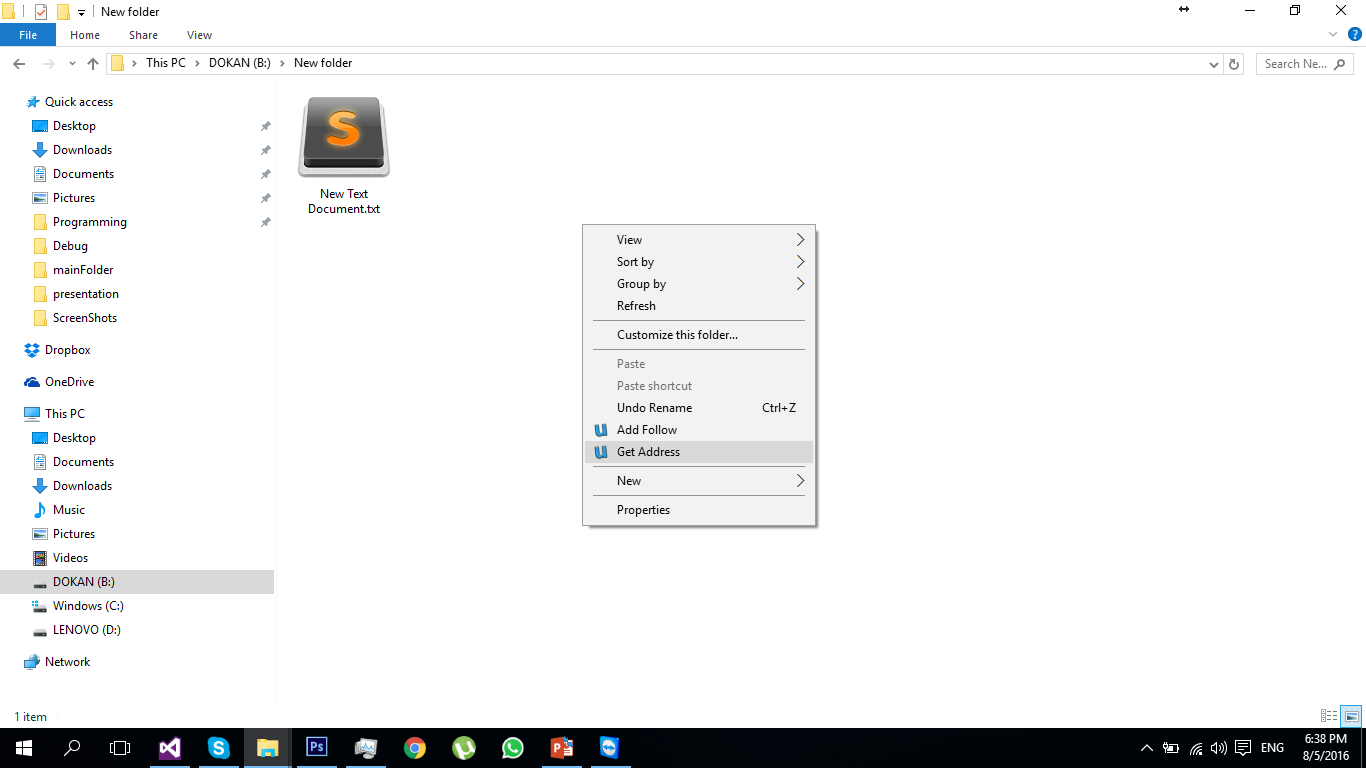 New folder
File Home Share View
This PC DOKAN (B:) New folder
Search Ne...
Quick access
Desktop
Downloads
Documents
Pictures
Programming
Debug
mainFolder
presentation
ScreenShots
Dropbox
OneDrive
This PC
Desktop
Documents
Downloads
Music
Pictures
Videos
DOKAN (B:)
Windows (C:)
LENOVO (D:)
Network
S
New Text
Document.txt
View
Sort by
Group by
Refresh
Customize this folder...
Paste
Paste shortcut
Undo Rename Ctrl+Z
Add Follow
Get Address
New
Properties
1 item
Ps
ENG
6:38 PM
8/5/2016